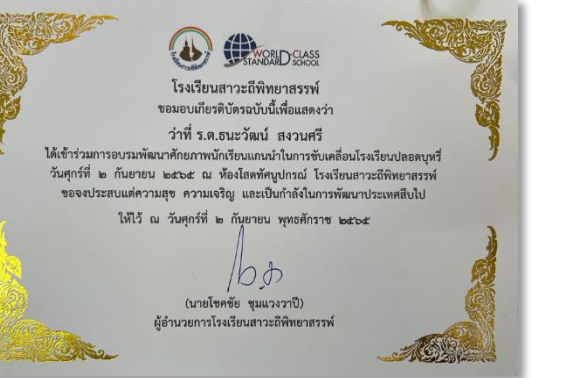 WORLD-CLASS
STANDARD SCHOOL
โรงเรียนสาวะถีพิทยาสรรพ์
ขอมอบเกียรติบัตรฉบับนี้เพื่อแสดงว่า
ว่าที่ ร.ต.ธนะวัฒน์ สงวนศรี
ได้เข้าร่วมการอบรมพัฒนาศักยภาพนักเรียนแกนนำในการขับเคลื่อนโรงเรียนปลอดบุหรี่
วันศุกร์ที่ ๒ กันยายน ๒๕๖๕ ณ ห้องโสตทัศนูปกรณ์ โรงเรียนสาวะถีพิทยาสรรพ์
ขอจงประสบแต่ความสุข ความเจริญ และเป็นกำลังในการพัฒนาประเทศสืบไป
ให้ไว้ ณ วันศุกร์ที่ ๒ กันยายน พุทธศักราช ๒๕๖๕
(นายโชคชัย ชุมแวงวาปี)
ผู้อำนวยการโรงเรียนสาวะถีพิทยาสรรพ์